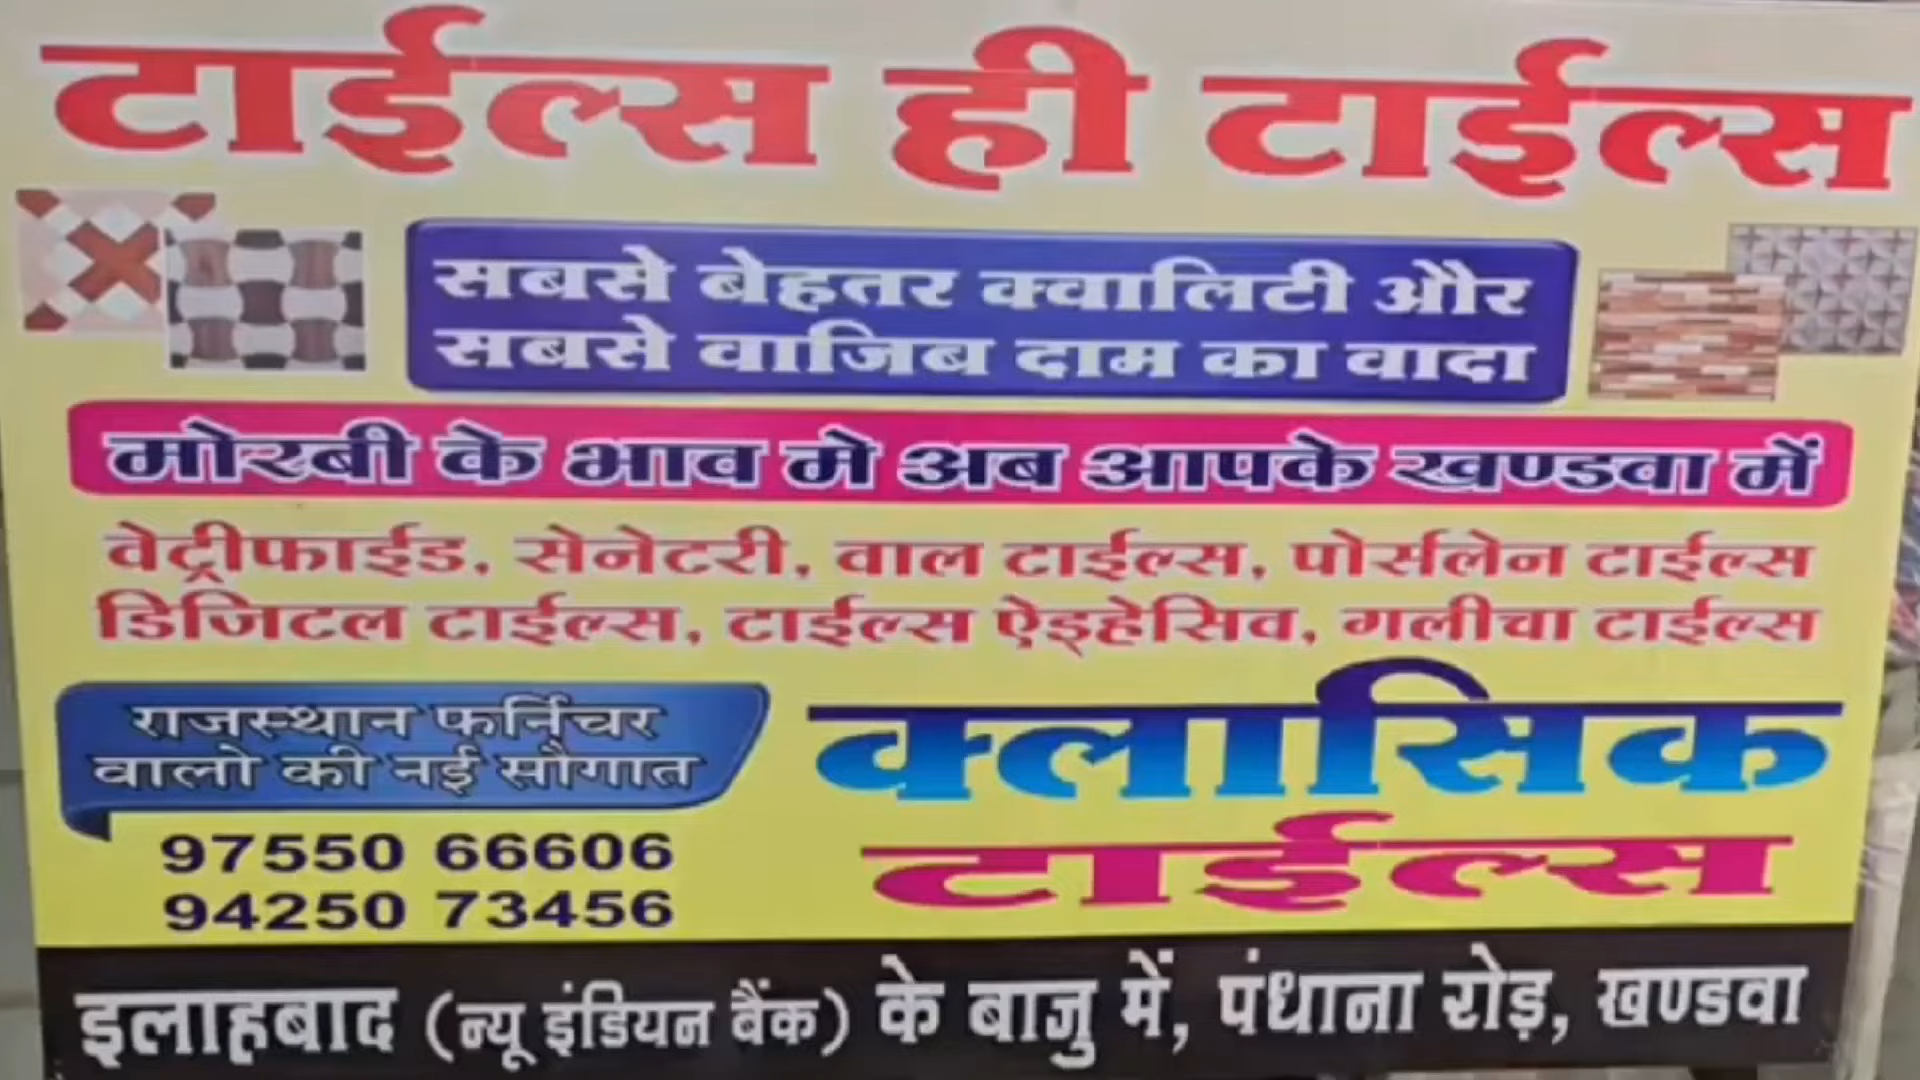 टाईल्स ही टाईल्स
सबसे बेहतर क्वालिटी और
सबसे वाजिब दाम का वादा
मोरबी के भाव मे अब आपके खण्डवा में
वेट्रीफाईड, सेनेटरी, वाल टाईल्स, पोर्सलेन टाईल्स
डिजिटल टाईल्स, टाईल्स ऐड्हेसिव, गलीचा टाईल्स
राजस्थान फर्निचर
वालो की नई सौगात
क्लासिक
टाईल्स
97550 66606
94250 73456
इलाहबाद (न्यू इंडियन बैंक) के बाजु में, पंधाना रोड़, खण्डवा